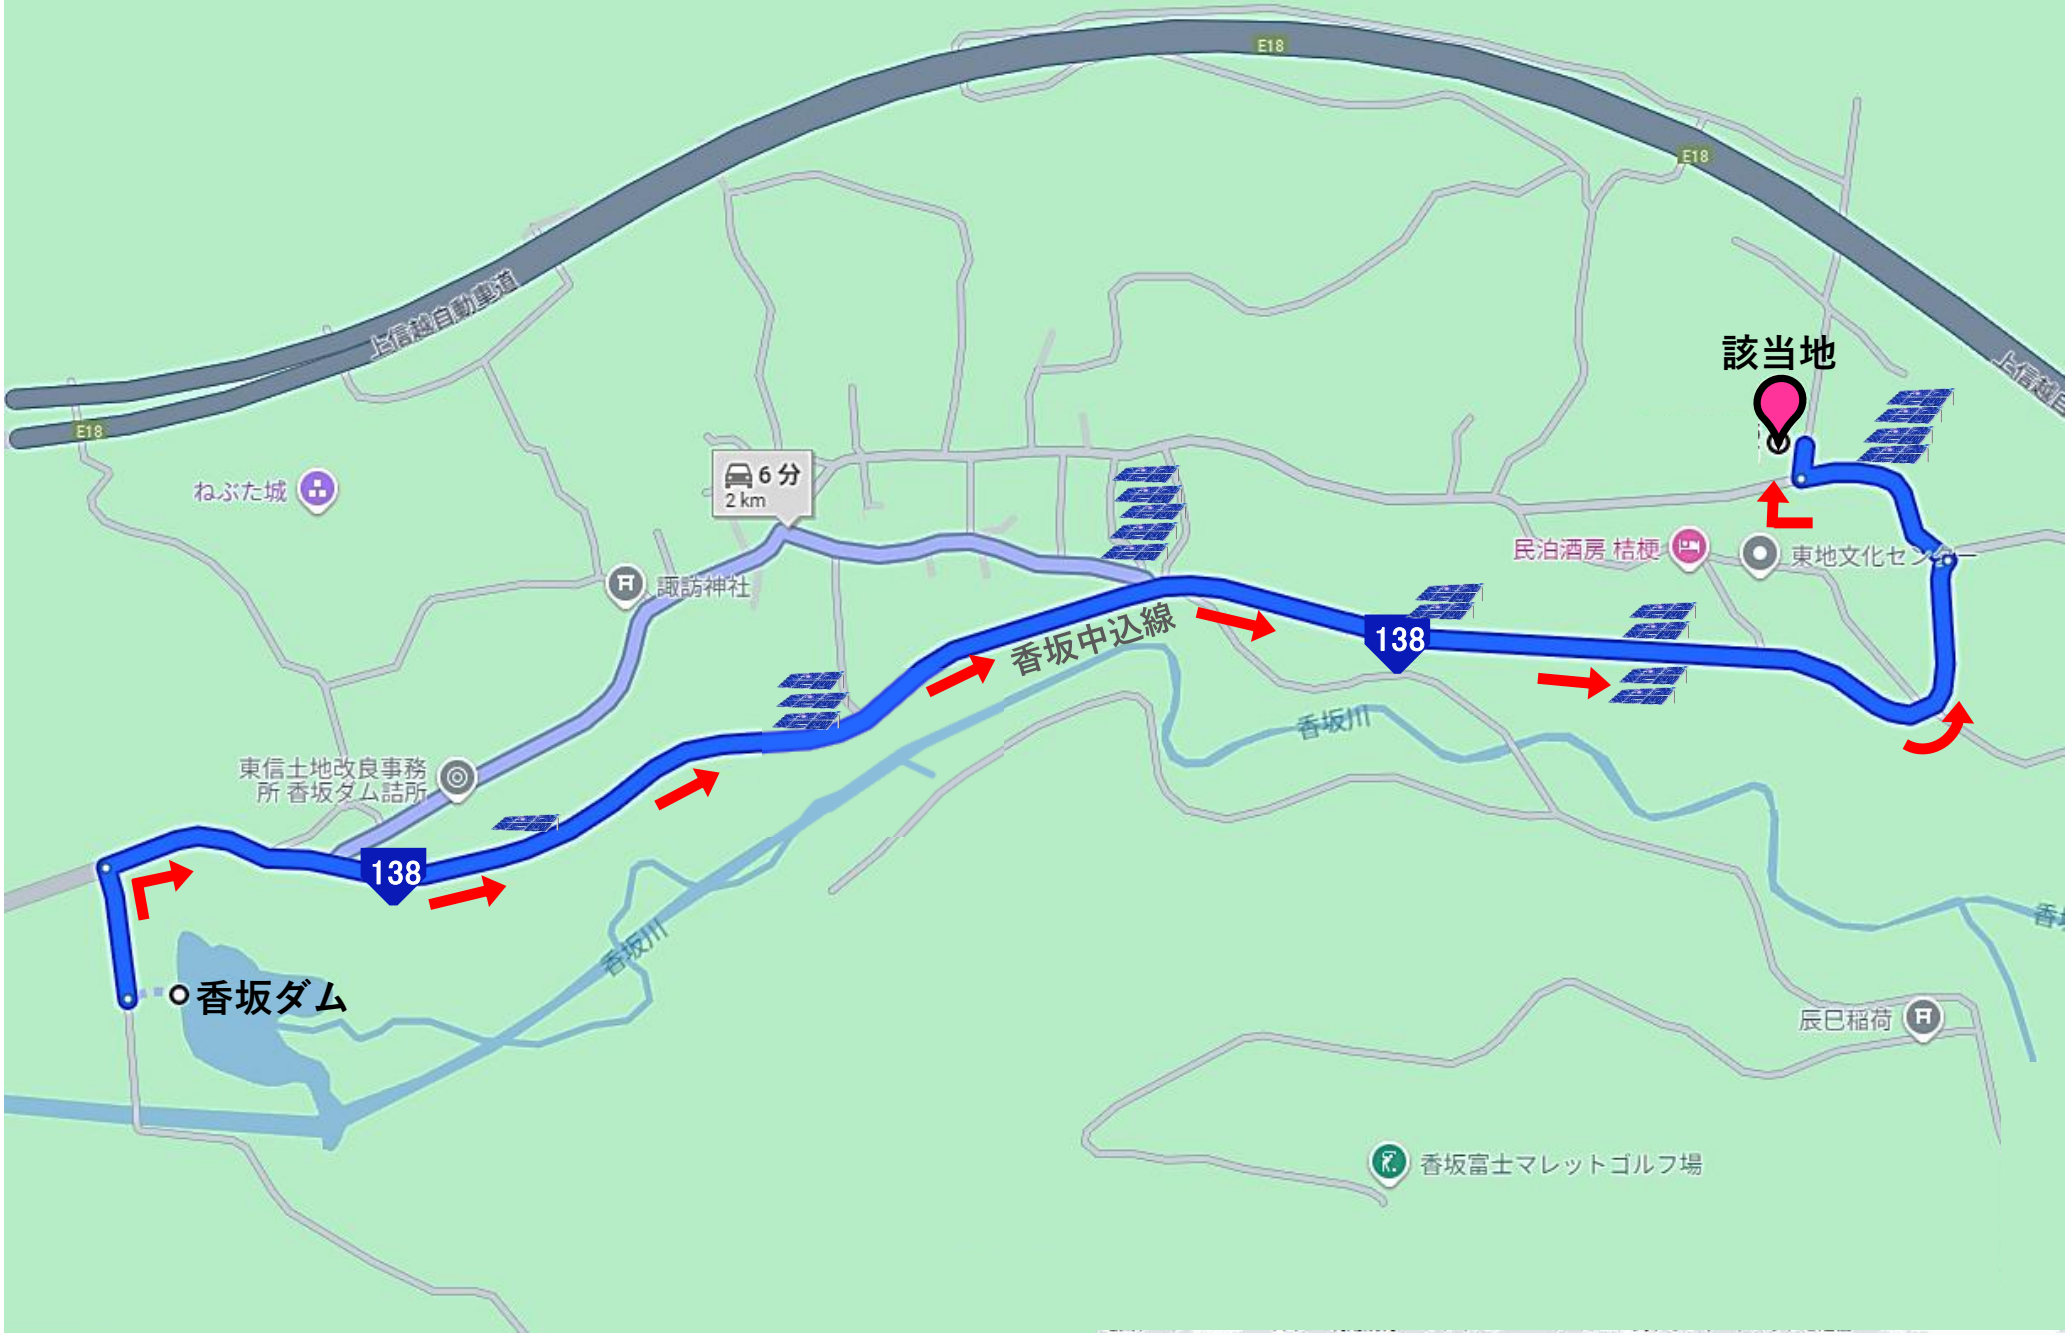 E18
E18
上信越自動車道
該当地
上信越自
E18
ねぶた城
6 分
2 km
民泊酒房 桔梗
東地文化センター
諏訪神社
香坂中込線
138
香坂川
東信土地改良事務
所 香坂ダム詰所
138
香坂川
香坂ダム
辰巳稲荷
香坂富士マレットゴルフ場